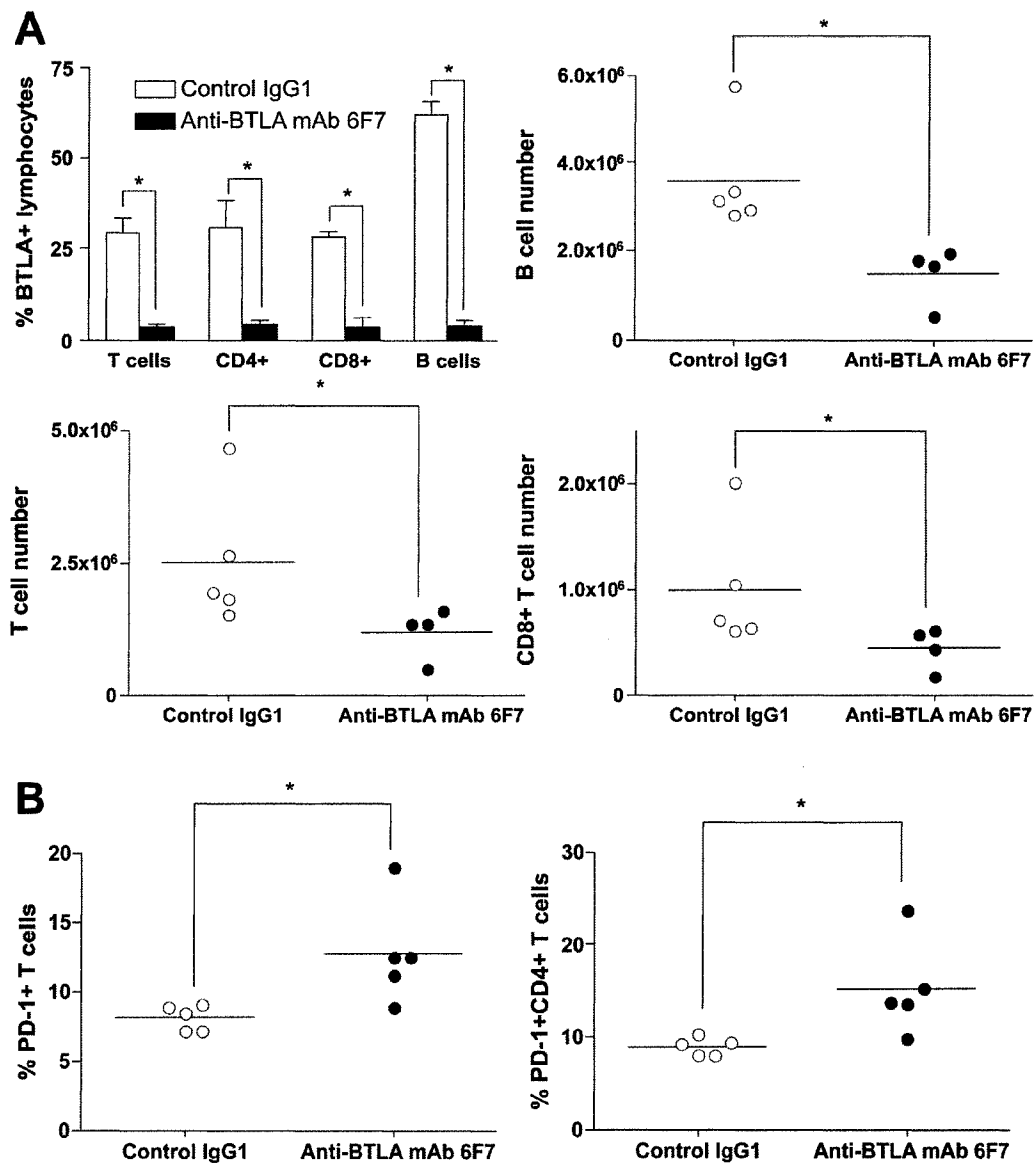 A
% BTLA+ lymphocytes
75
50
25
0
Control IgG1
Anti-BTLA mAb 6F7
*
*
*
*
T cells CD4+ CD8+ B cells
*
B cell number
6.0x10⁶
4.0x10⁶
2.0x10⁶
0
Control IgG1 Anti-BTLA mAb 6F7
*
T cell number
5.0x10⁶
2.5x10⁶
0
Control IgG1 Anti-BTLA mAb 6F7
*
CD8+ T cell number
2.0x10⁶
1.0x10⁶
0
Control IgG1 Anti-BTLA mAb 6F7
B
*
% PD-1+ T cells
20
15
10
5
0
Control IgG1 Anti-BTLA mAb 6F7
*
% PD-1+CD4+ T cells
30
20
10
0
Control IgG1 Anti-BTLA mAb 6F7